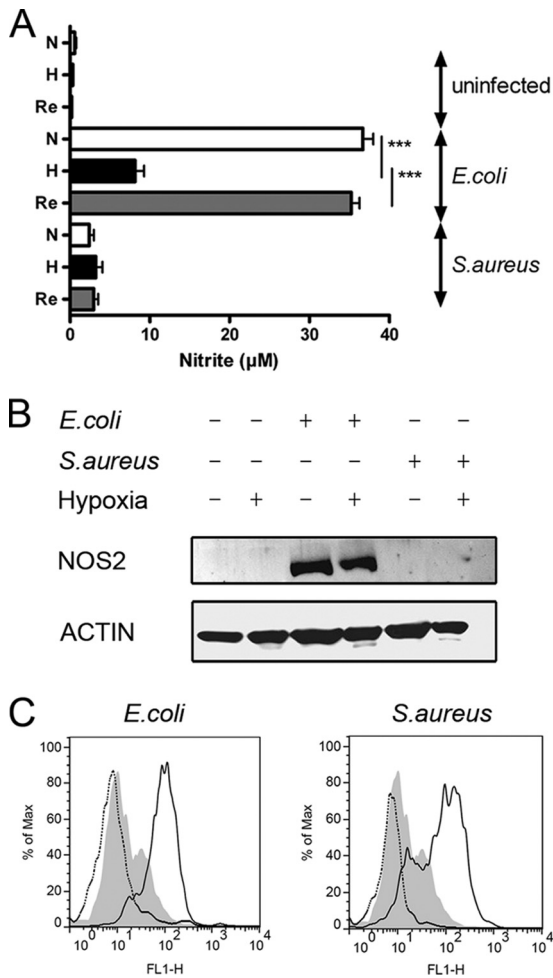 A
N
H
Re
uninfected
N
H
Re
***
***
E.coli
N
H
Re
S.aureus
0 10 20 30 40
Nitrite (µM)
B
E.coli – – + + – –
S.aureus – – – – + +
Hypoxia – + – + – +
NOS2
ACTIN
C
E.coli
100
80
60
40
20
0
% of Max
10⁰ 10¹ 10² 10³ 10⁴
FL1-H
S.aureus
100
80
60
40
20
0
% of Max
10⁰ 10¹ 10² 10³ 10⁴
FL1-H